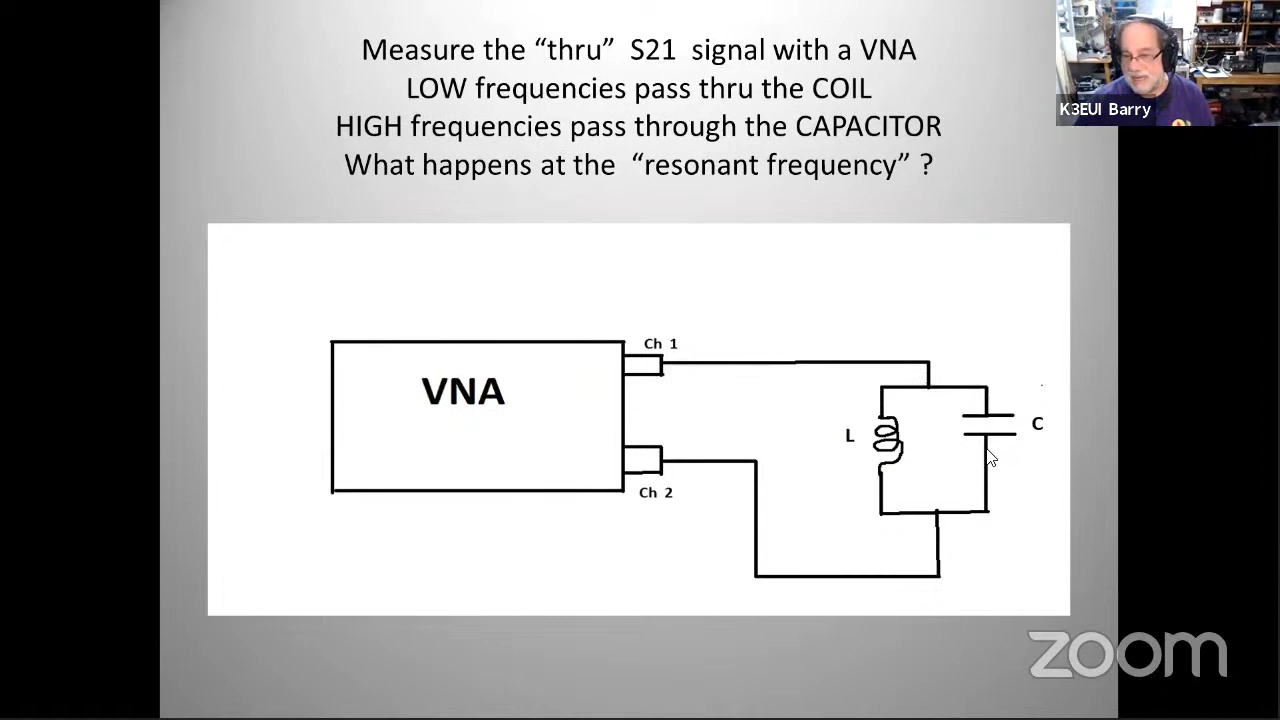 Measure the “thru”  S21  signal with a VNA
LOW frequencies pass thru the COIL
HIGH frequencies pass through the CAPACITOR
What happens at the  “resonant frequency” ?
K3EUI Barry
Ch 1
VNA
L
C
Ch 2
zoom